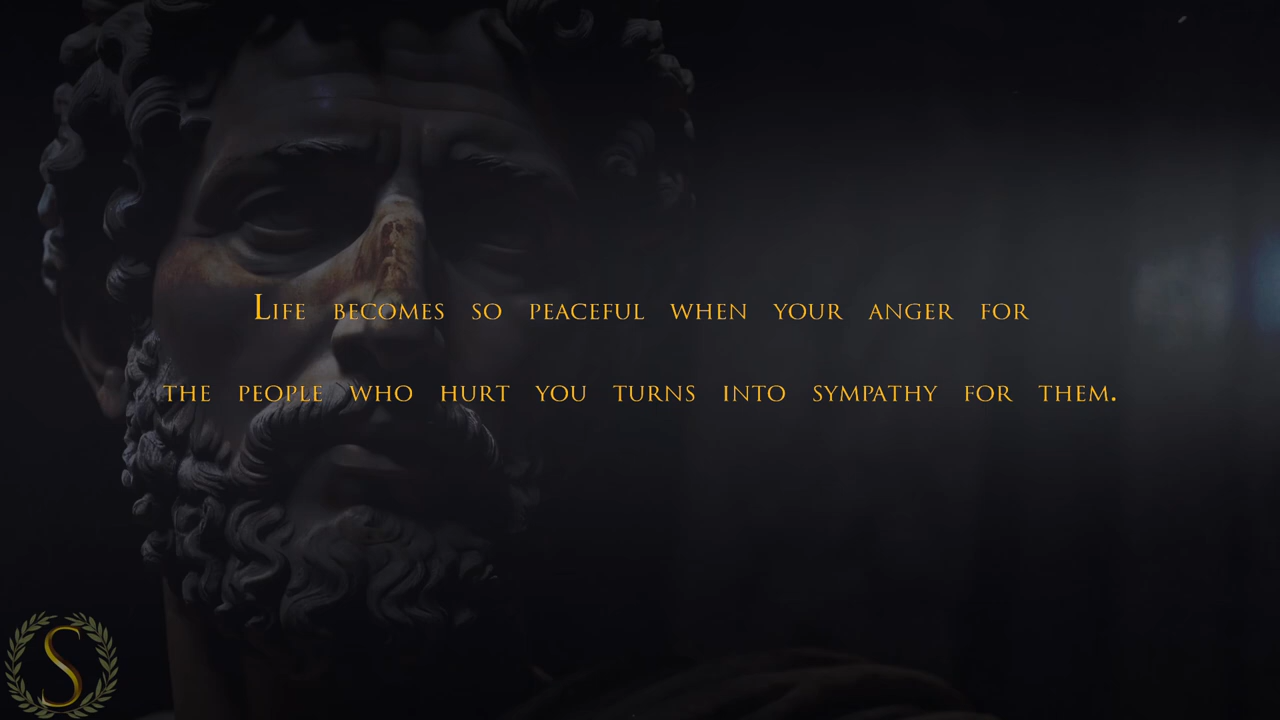 Life becomes so peaceful when your anger for
the people who hurt you turns into sympathy for them.
S